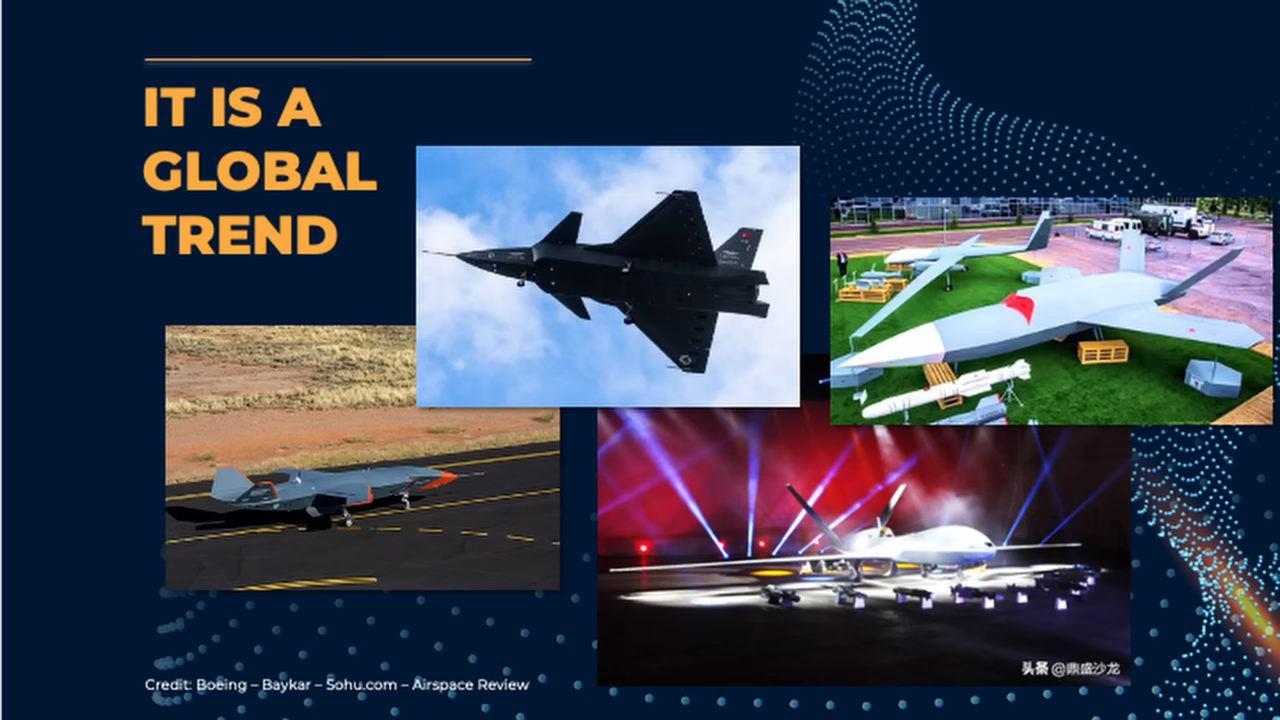 IT IS A
GLOBAL
TREND
头条 @鼎盛沙龙
Credit: Boeing – Baykar – Sohu.com – Airspace Review